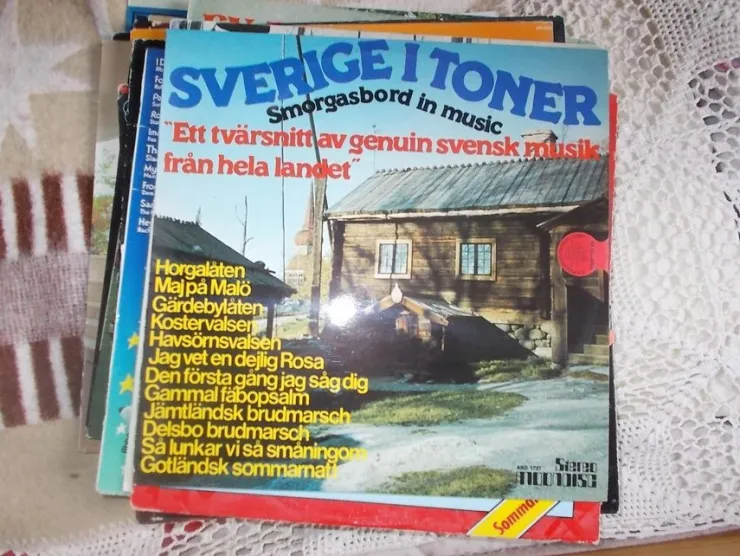 SVERIGE I TONER
Smorgasbord in music
"Ett tvärsnitt av genuin svensk musik
från hela landet"
Horgalåten
Maj på Malö
Gärdebylåten
Kostervalsen
Havsörnsvalsen
Jag vet en dejlig Rosa
Den första gång jag såg dig
Gammal fäbopsalm
Jämtländsk brudmarsch
Delsbo brudmarsch
Så lunkar vi så småningom
Gotländsk sommarnatt
Stereo